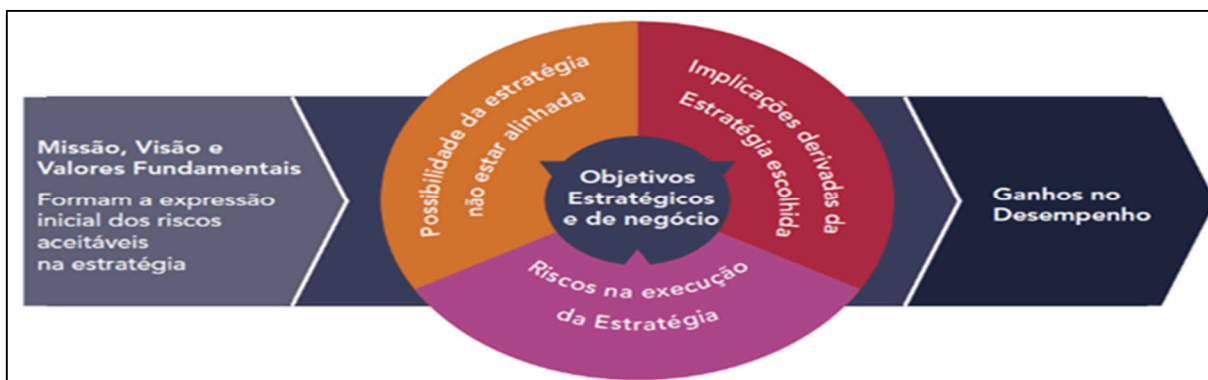 Missão, Visão e
Valores Fundamentais
Formam a expressão
inicial dos riscos
aceitáveis
na estratégia
Possibilidade da estratégia
não estar alinhada
Implicações derivadas da
Estratégia escolhida
Objetivos
Estratégicos
e de negócio
Riscos na execução
da Estratégia
Ganhos no
Desempenho